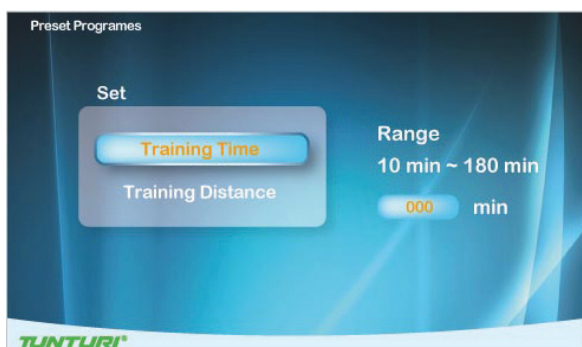 Preset Programes
Set
Training Time
Training Distance
Range
10 min ~ 180 min
000 min
TUNTURI®